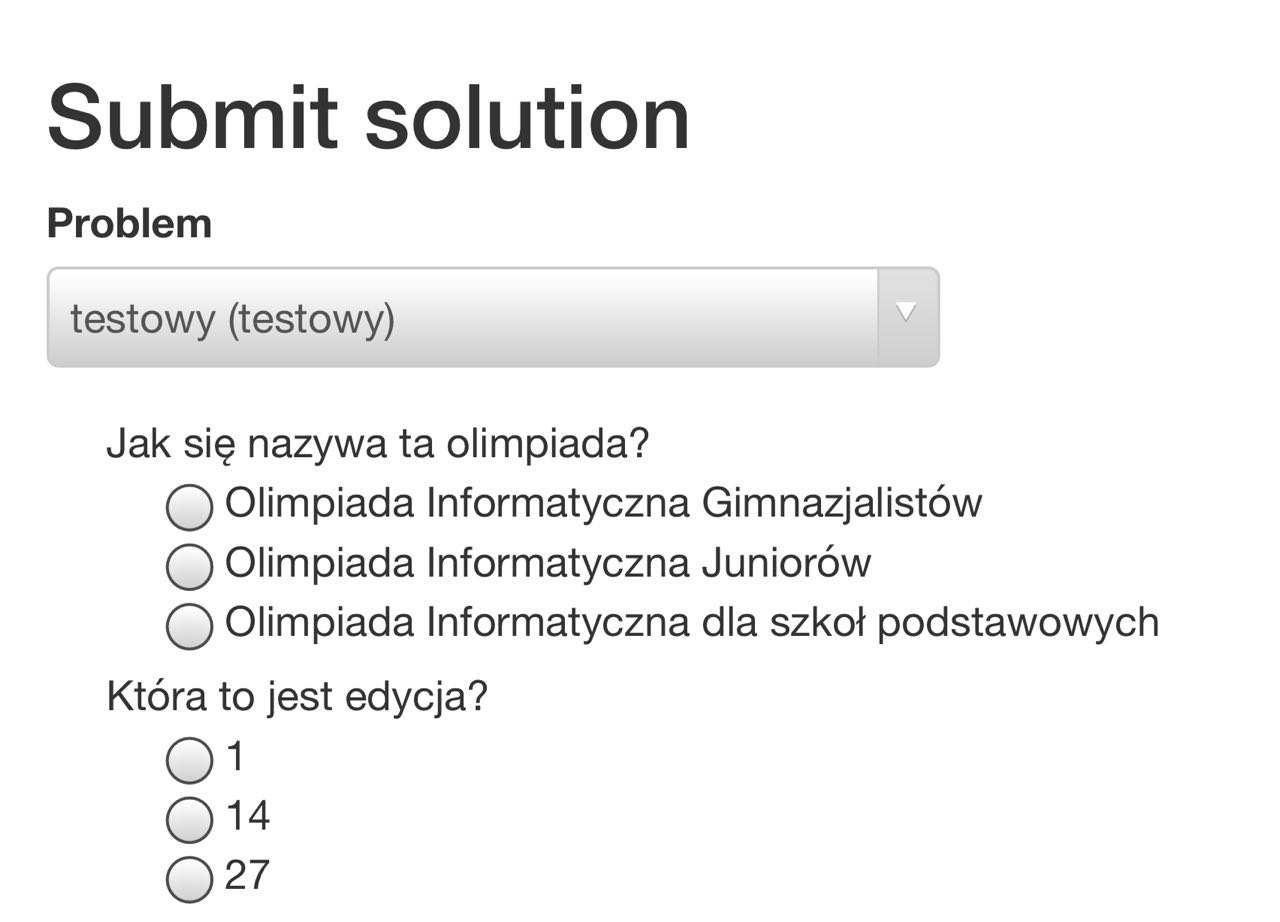 Submit solution
Problem
testowy (testowy)
Jak się nazywa ta olimpiada?
Olimpiada Informatyczna Gimnazjalistów
Olimpiada Informatyczna Juniorów
Olimpiada Informatyczna dla szkoł podstawowych
Która to jest edycja?
1
14
27